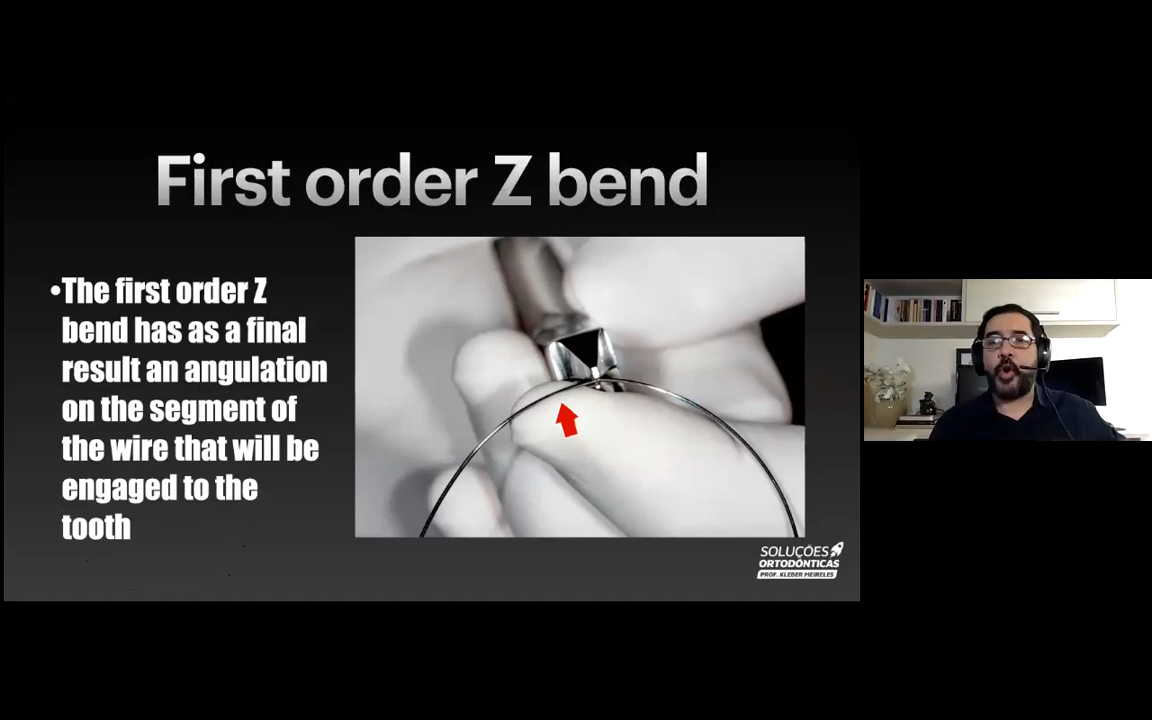 First order Z bend
•The first order Z
bend has as a final
result an angulation
on the segment of
the wire that will be
engaged to the
tooth
SOLUÇÕES
ORTODÔNTICAS
PROF. KLEBER MEIRELES